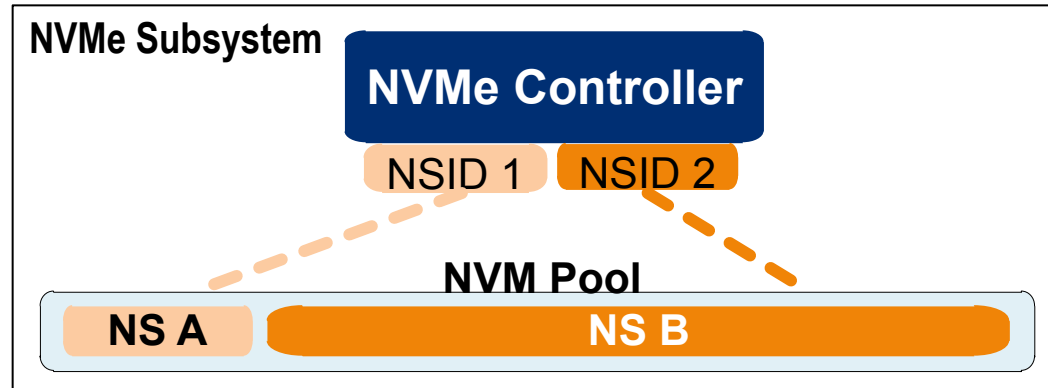 NVMe Subsystem
NVMe Controller
NSID 1
NSID 2
NVM Pool
NS A
NS B